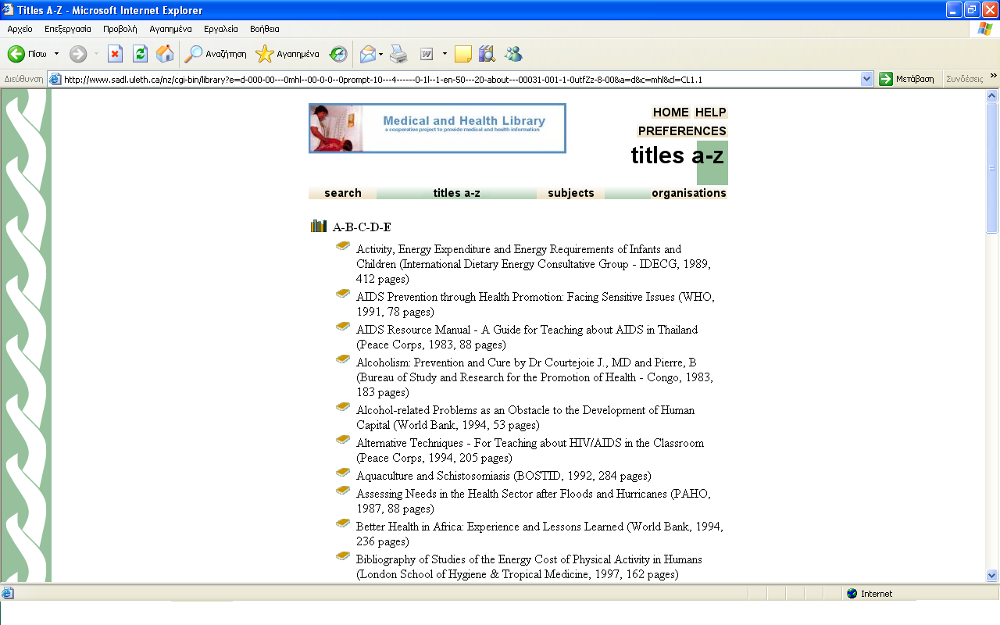 Titles A-Z - Microsoft Internet Explorer
Αρχείο Επεξεργασία Προβολή Αγαπημένα Εργαλεία Βοήθεια
Πίσω Αναζήτηση Αγαπημένα
Διεύθυνση http://www.sadl.uleth.ca/nz/cgi-bin/library?e=d-000-00---0mhl--00-0-0--0prompt-10---4------0-1l--1-en-50---20-about---00031-001-1-0utfZz-8-00&a=d&c=mhl&cl=CL1.1 Μετάβαση Συνδέσεις »
Medical and Health Library
a cooperative project to provide medical and health information
HOME HELP
PREFERENCES
titles a-z
search titles a-z subjects organisations
A-B-C-D-E
Activity, Energy Expenditure and Energy Requirements of Infants and
Children (International Dietary Energy Consultative Group - IDECG, 1989,
412 pages)
AIDS Prevention through Health Promotion: Facing Sensitive Issues (WHO,
1991, 78 pages)
AIDS Resource Manual - A Guide for Teaching about AIDS in Thailand
(Peace Corps, 1983, 88 pages)
Alcoholism: Prevention and Cure by Dr Courtejoie J., MD and Pierre, B
(Bureau of Study and Research for the Promotion of Health - Congo, 1983,
183 pages)
Alcohol-related Problems as an Obstacle to the Development of Human
Capital (World Bank, 1994, 53 pages)
Alternative Techniques - For Teaching about HIV/AIDS in the Classroom
(Peace Corps, 1994, 205 pages)
Aquaculture and Schistosomiasis (BOSTID, 1992, 284 pages)
Assessing Needs in the Health Sector after Floods and Hurricanes (PAHO,
1987, 88 pages)
Better Health in Africa: Experience and Lessons Learned (World Bank, 1994,
236 pages)
Bibliography of Studies of the Energy Cost of Physical Activity in Humans
(London School of Hygiene & Tropical Medicine, 1997, 162 pages)
Internet